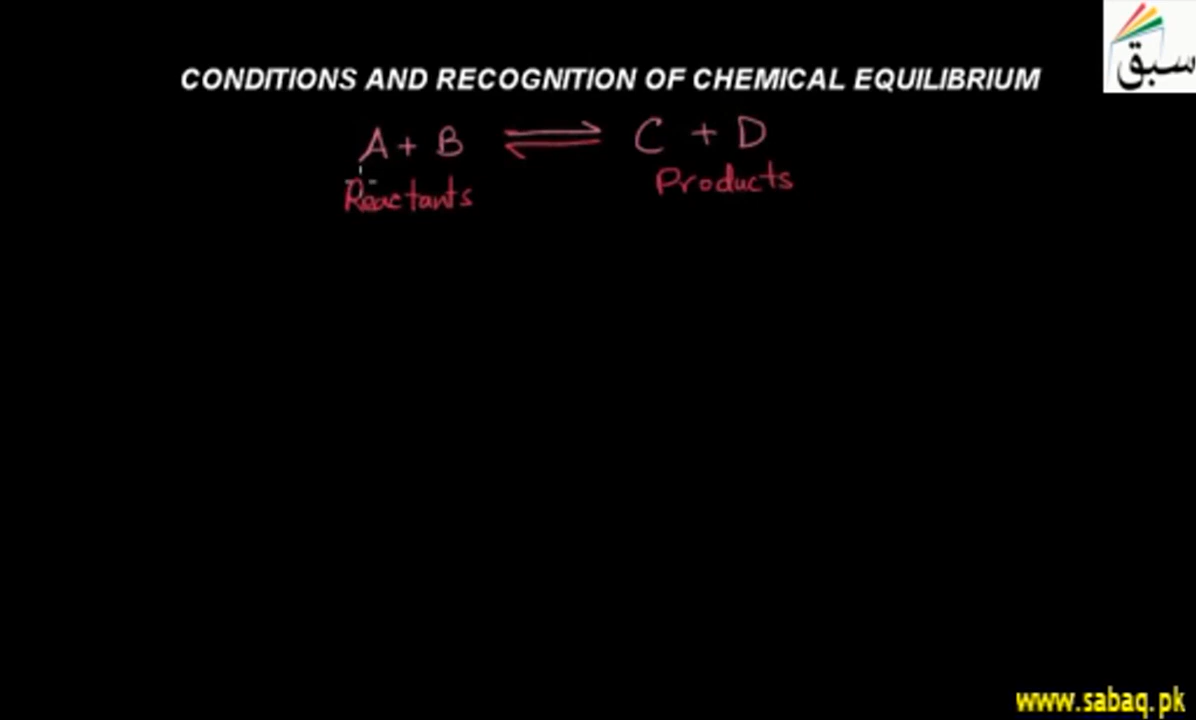 سبق
CONDITIONS AND RECOGNITION OF CHEMICAL EQUILIBRIUM
A + B ⇌ C + D
Reactants Products
www.sabaq.pk